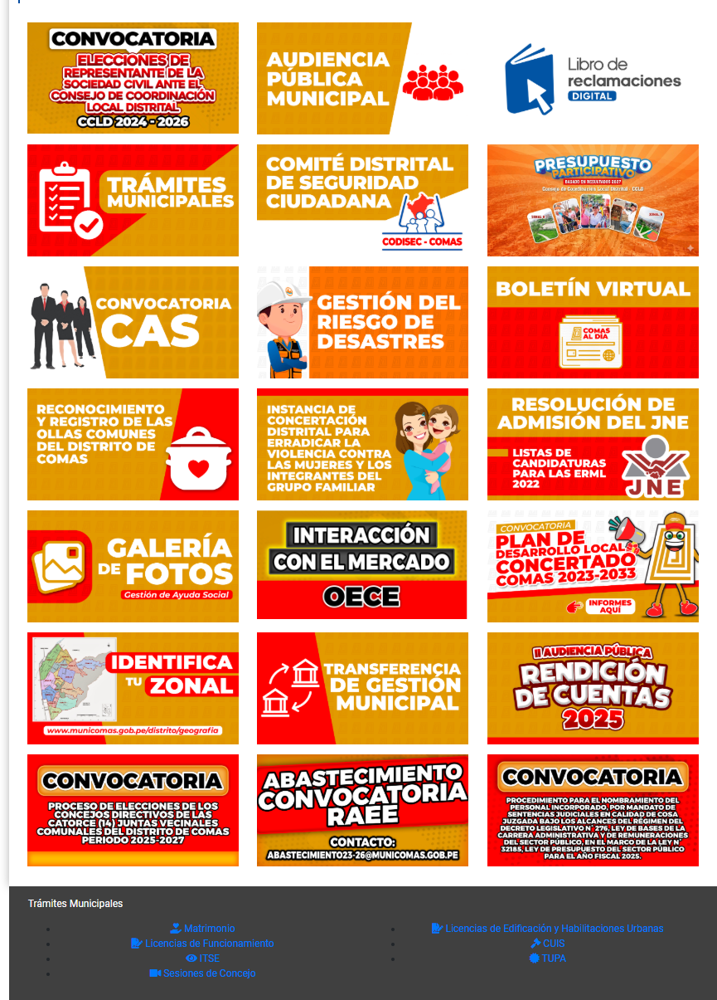 CONVOCATORIA
ELECCIONES DE
REPRESENTANTE DE LA
SOCIEDAD CIVIL ANTE EL
CONSEJO DE COORDINACIÓN
LOCAL DISTRITAL
CCLD 2024 - 2026
AUDIENCIA
PÚBLICA
MUNICIPAL
Libro de
reclamaciones
DIGITAL
TRÁMITES
MUNICIPALES
COMITÉ DISTRITAL
DE SEGURIDAD
CIUDADANA
CODISEC - COMAS
PRESUPUESTO
PARTICIPATIVO
BASADO EN RESULTADOS 2027
Consejo de Coordinación Local Distrital - CCLD
CONVOCATORIA
CAS
GESTIÓN DEL
RIESGO DE
DESASTRES
BOLETÍN VIRTUAL
COMAS
AL DÍA
RECONOCIMIENTO
Y REGISTRO DE LAS
OLLAS COMUNES
DEL DISTRITO DE
COMAS
INSTANCIA DE
CONCERTACIÓN
DISTRITAL PARA
ERRADICAR LA
VIOLENCIA CONTRA
LAS MUJERES Y LOS
INTEGRANTES DEL
GRUPO FAMILIAR
RESOLUCIÓN DE
ADMISIÓN DEL JNE
LISTAS DE
CANDIDATURAS
PARA LAS ERML
2022
JNE
GALERÍA
DE FOTOS
Gestión de Ayuda Social
INTERACCIÓN
CON EL MERCADO
OECE
CONVOCATORIA
PLAN DE
DESARROLLO LOCAL
CONCERTADO
COMAS 2023-2033
INFORMES
AQUÍ
IDENTIFICA
TU ZONAL
www.municomas.gob.pe/distrito/geografia
TRANSFERENCIA
DE GESTIÓN
MUNICIPAL
II AUDIENCIA PÚBLICA
RENDICIÓN
DE CUENTAS
2025
CONVOCATORIA
PROCESO DE ELECCIONES DE LOS
CONCEJOS DIRECTIVOS DE LAS
CATORCE (14) JUNTAS VECINALES
COMUNALES DEL DISTRITO DE COMAS
PERIODO 2025-2027
ABASTECIMIENTO
CONVOCATORIA
RAEE
CONTACTO:
ABASTECIMIENTO23-26@MUNICOMAS.GOB.PE
CONVOCATORIA
PROCEDIMIENTO PARA EL NOMBRAMIENTO DEL
PERSONAL INCORPORADO, POR MANDATO DE
SENTENCIAS JUDICIALES EN CALIDAD DE COSA
JUZGADA BAJO LOS ALCANCES DEL RÉGIMEN DEL
DECRETO LEGISLATIVO N° 276, LEY DE BASES DE LA
CARRERA ADMINISTRATIVA Y DE REMUNERACIONES
DEL SECTOR PÚBLICO, EN EL MARCO DE LA LEY N°
32185, LEY DE PRESUPUESTO DEL SECTOR PÚBLICO
PARA EL AÑO FISCAL 2025.
Trámites Municipales
Matrimonio
Licencias de Funcionamiento
ITSE
Sesiones de Concejo
Licencias de Edificación y Habilitaciones Urbanas
CUIS
TUPA